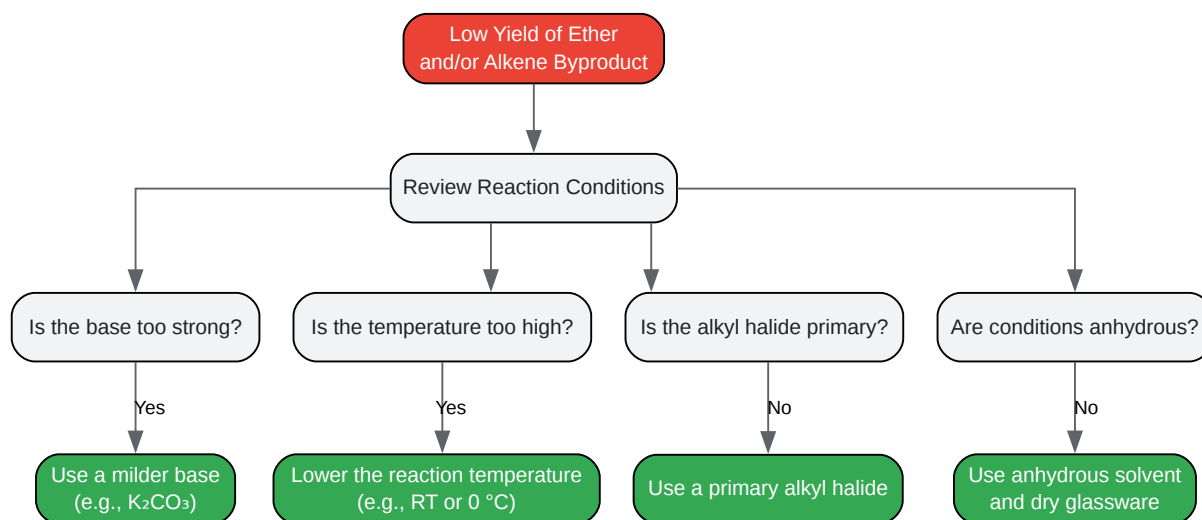 Low Yield of Ether
and/or Alkene Byproduct
Review Reaction Conditions
Is the base too strong?
Is the temperature too high?
Is the alkyl halide primary?
Are conditions anhydrous?
Yes
Yes
No
No
Use a milder base
(e.g., K₂CO₃)
Lower the reaction temperature
(e.g., RT or 0 °C)
Use a primary alkyl halide
Use anhydrous solvent
and dry glassware